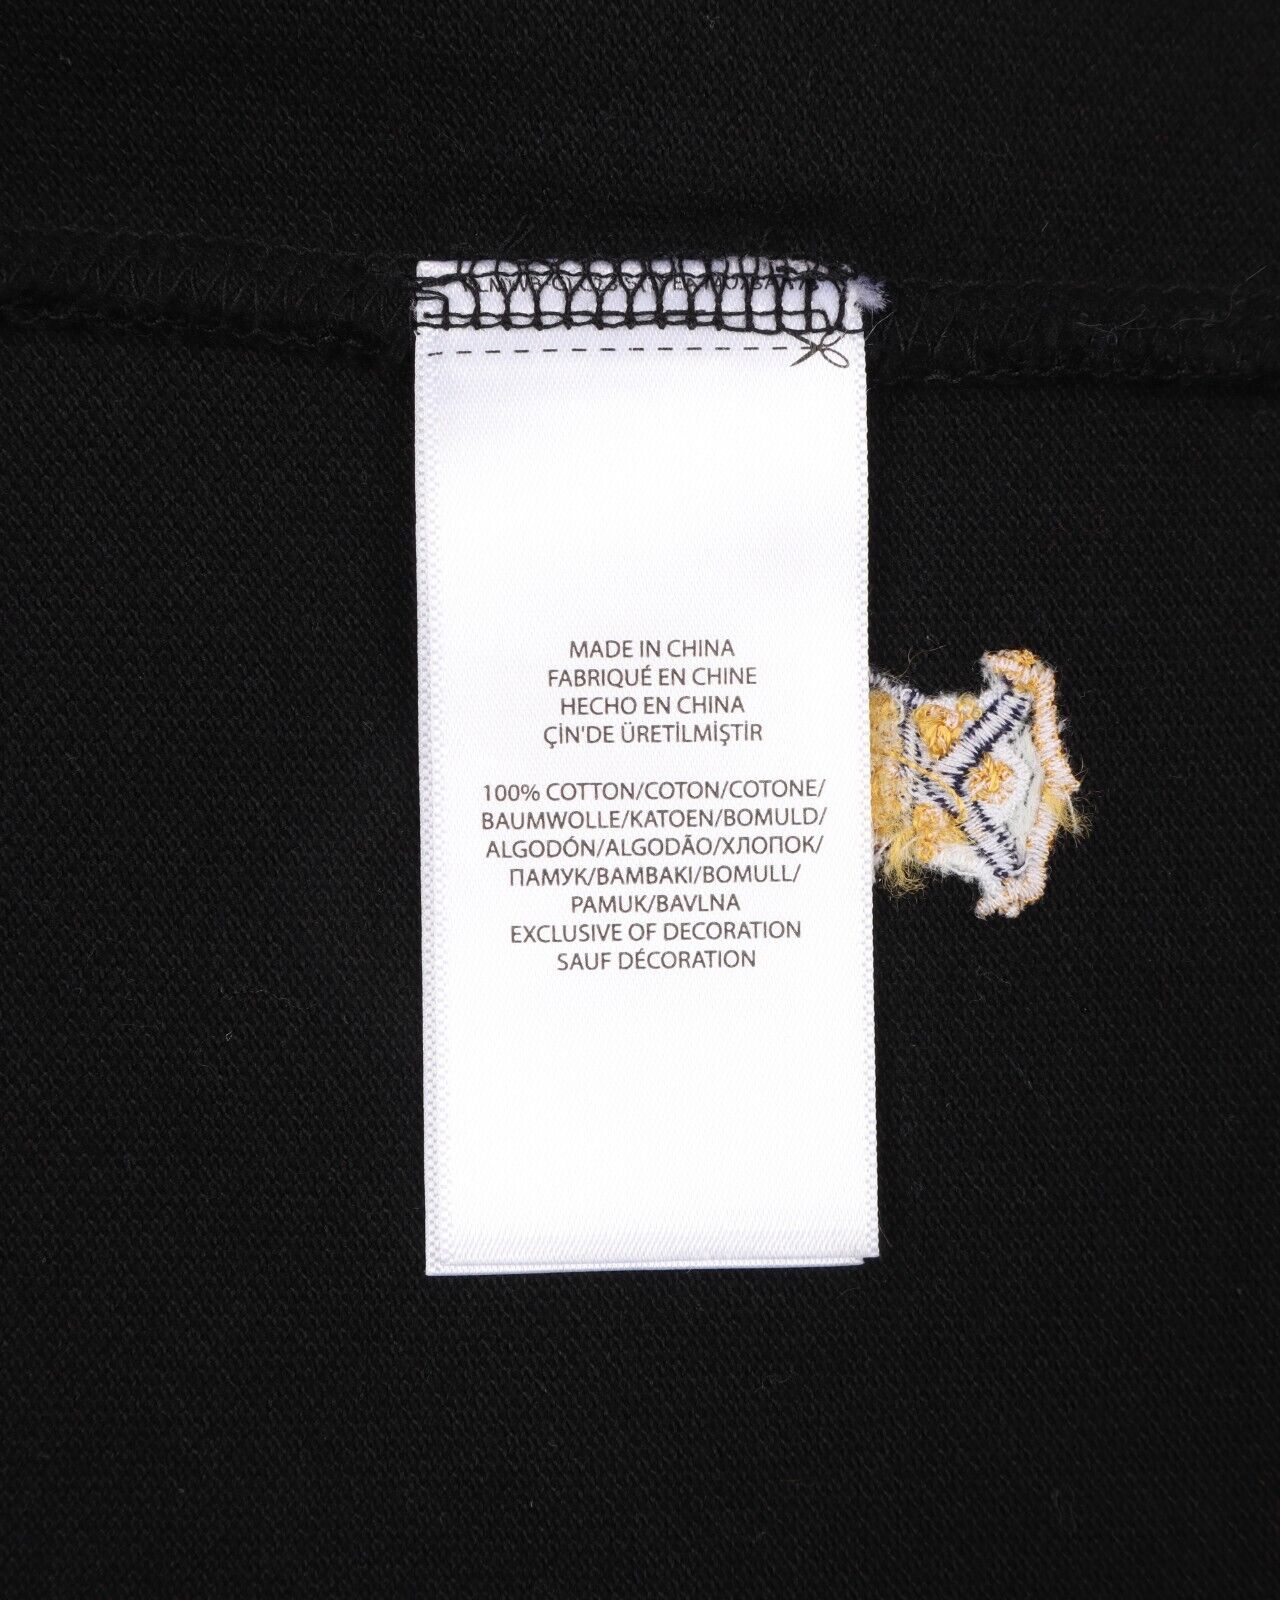 MADE IN CHINA
FABRIQUÉ EN CHINE
HECHO EN CHINA
ÇİN'DE ÜRETİLMİŞTİR
100% COTTON/COTON/COTONE/
BAUMWOLLE/KATOEN/BOMULD/
ALGODÓN/ALGODÃO/ХЛОПОК/
ПАМУК/ΒΑΜΒΑΚΙ/BOMULL/
PAMUK/BAVLNA
EXCLUSIVE OF DECORATION
SAUF DÉCORATION